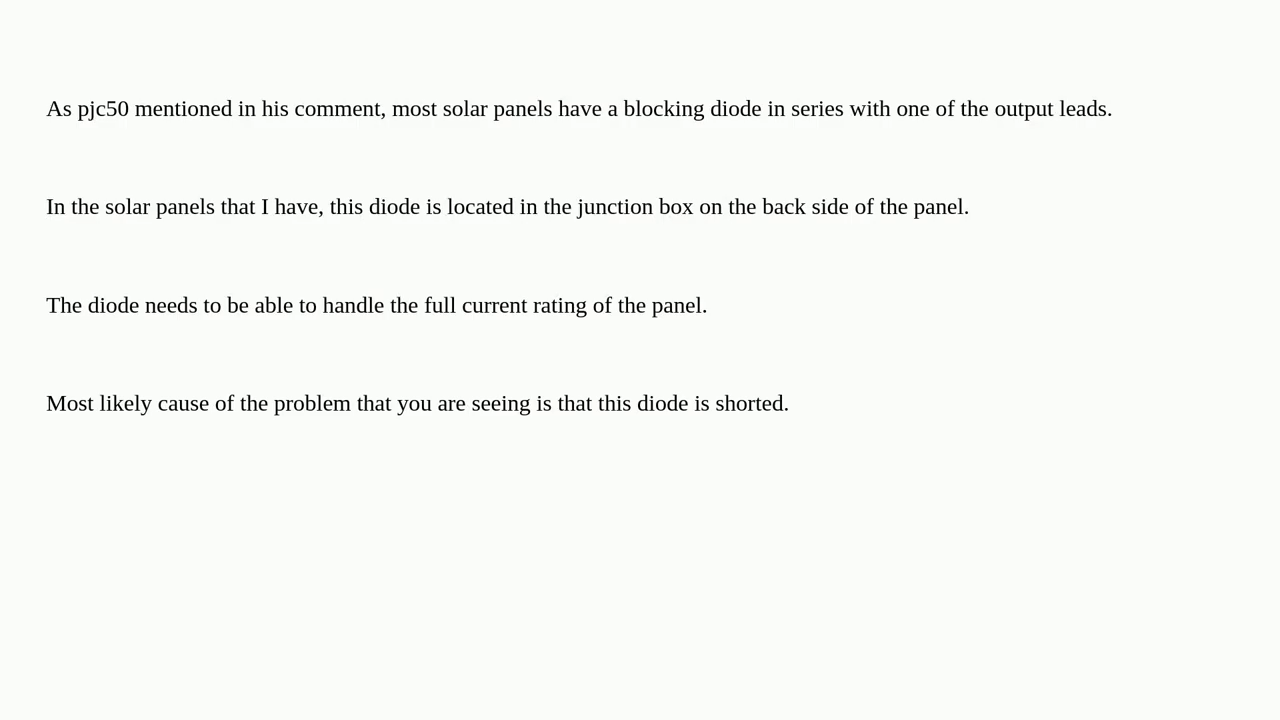 As pjc50 mentioned in his comment, most solar panels have a blocking diode in series with one of the output leads.
In the solar panels that I have, this diode is located in the junction box on the back side of the panel.
The diode needs to be able to handle the full current rating of the panel.
Most likely cause of the problem that you are seeing is that this diode is shorted.